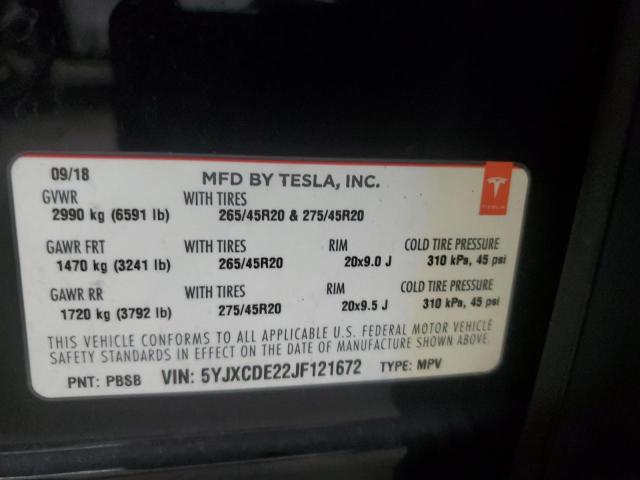 09/18 MFD BY TESLA, INC.
GVWR WITH TIRES
2990 kg (6591 lb) 265/45R20 & 275/45R20
GAWR FRT WITH TIRES RIM COLD TIRE PRESSURE
1470 kg (3241 lb) 265/45R20 20x9.0 J 310 kPa, 45 psi
GAWR RR WITH TIRES RIM COLD TIRE PRESSURE
1720 kg (3792 lb) 275/45R20 20x9.5 J 310 kPa, 45 psi
THIS VEHICLE CONFORMS TO ALL APPLICABLE U.S. FEDERAL MOTOR VEHICLE
SAFETY STANDARDS IN EFFECT ON THE DATE OF MANUFACTURE SHOWN ABOVE.
PNT: PBSB VIN: 5YJXCDE22JF121672 TYPE: MPV
TESLA